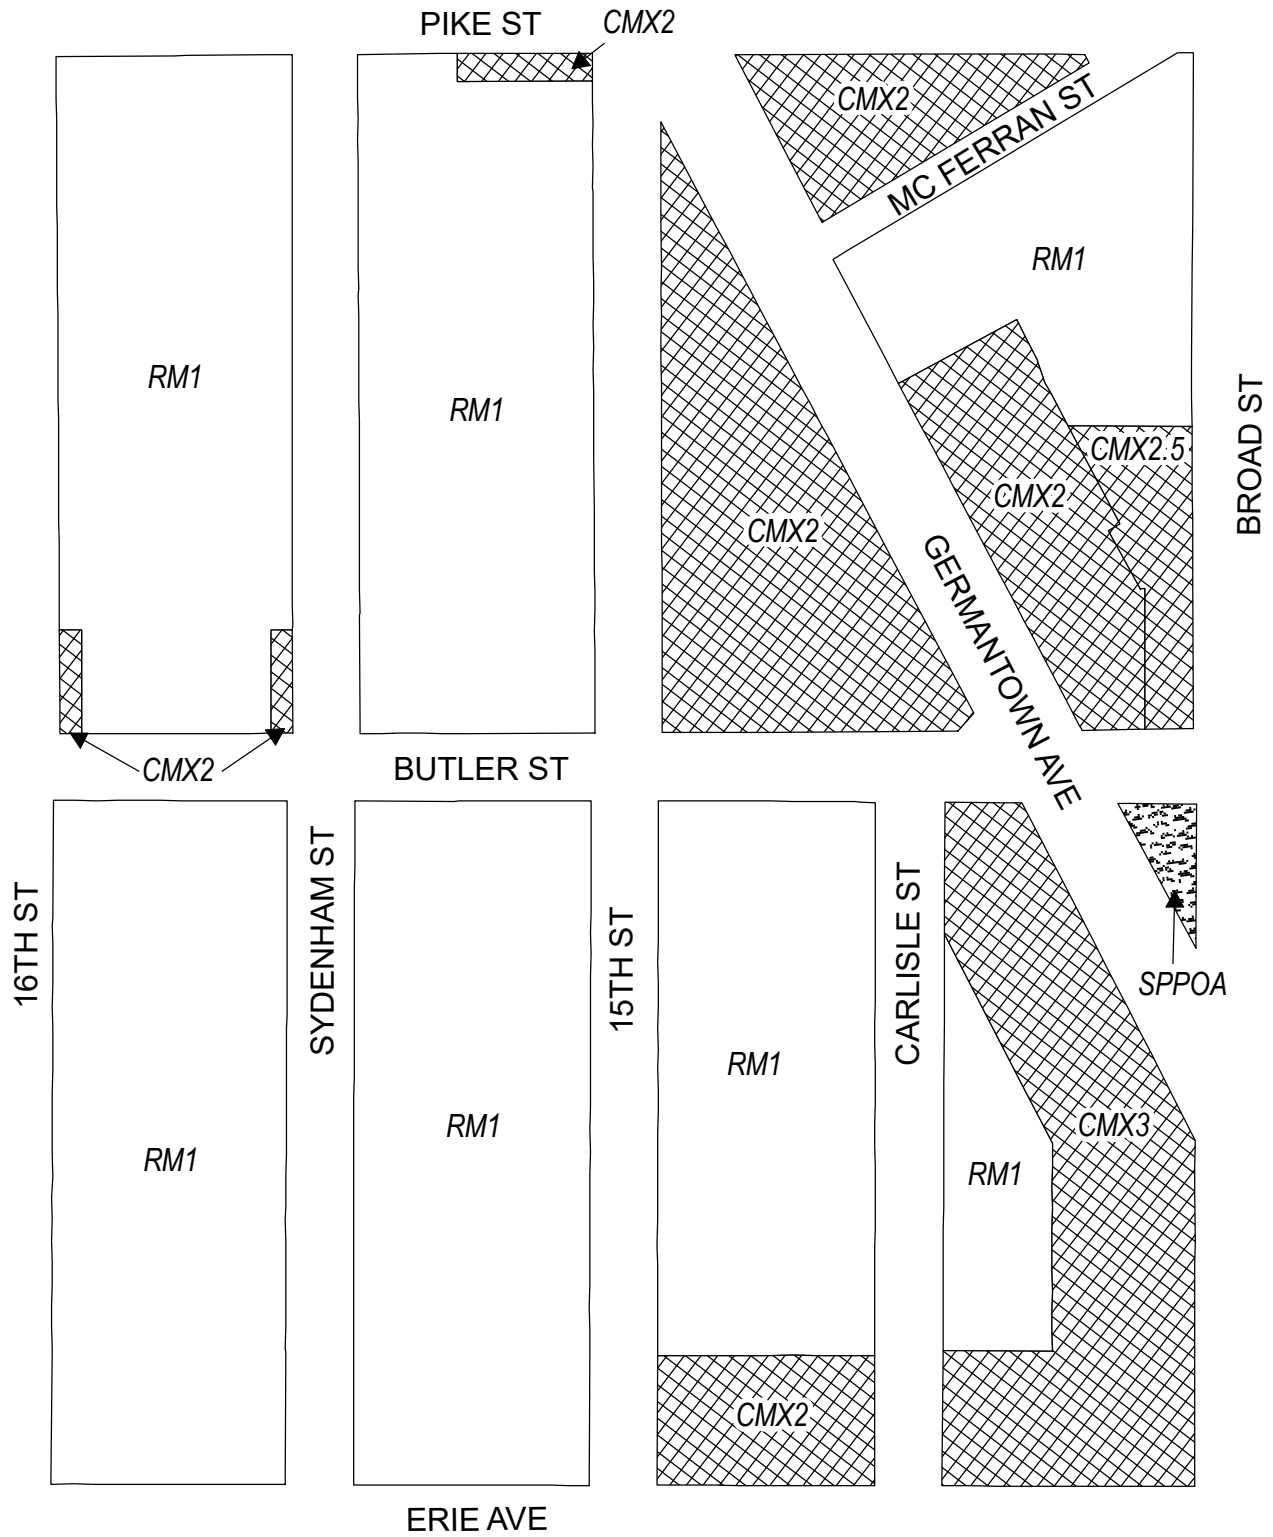 PIKE ST
CMX2
CMX2
MC FERRAN ST
RM1
RM1
RM1
BROAD ST
CMX2.5
CMX2
CMX2
GERMANTOWN AVE
CMX2
BUTLER ST
16TH ST
SYDENHAM ST
15TH ST
CARLISLE ST
SPPOA
RM1
RM1
RM1
CMX3
RM1
CMX2
ERIE AVE